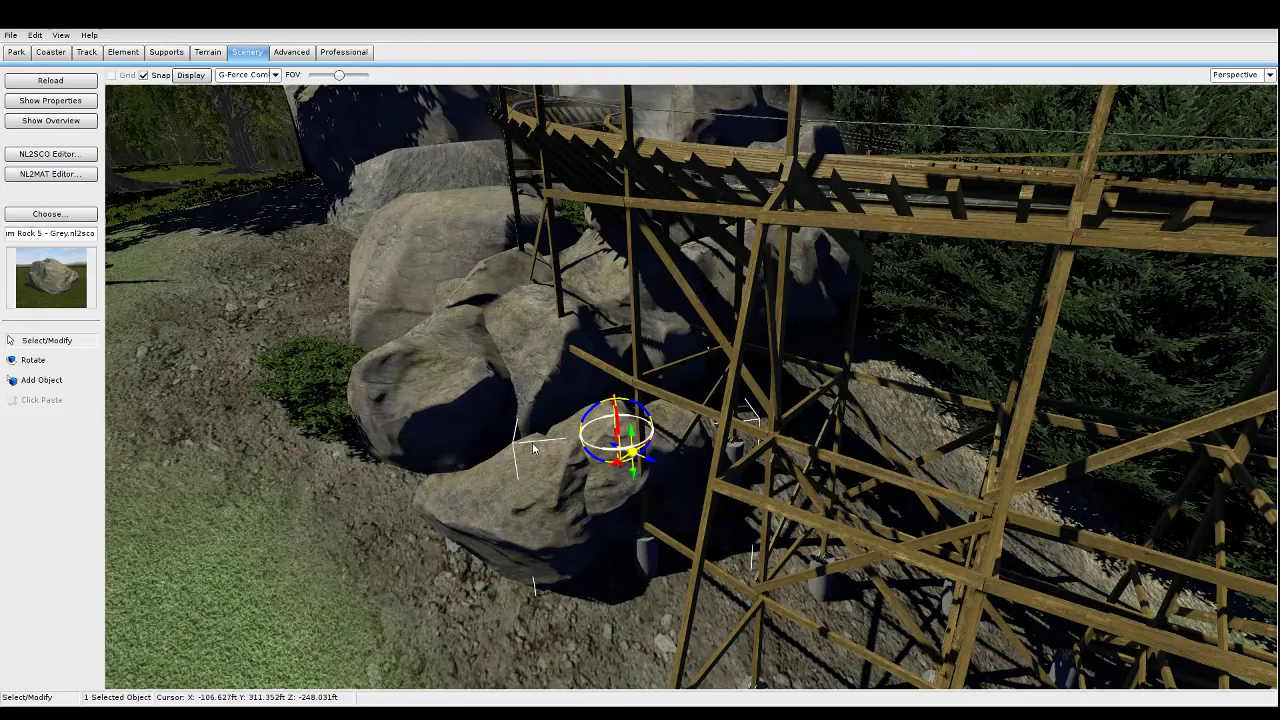 File Edit View Help
Park Coaster Track Element Supports Terrain Scenery Advanced Professional
Reload
Grid Snap Display G-Force Com FOV: Perspective
Show Properties
Show Overview
NL2SCO Editor...
NL2MAT Editor...
Choose...
m Rock 5 - Grey.nl2sco
Select/Modify
Rotate
Add Object
Click Paste
Select/Modify 1 Selected Object Cursor: X: -106.627ft Y: 311.352ft Z: -248.031ft